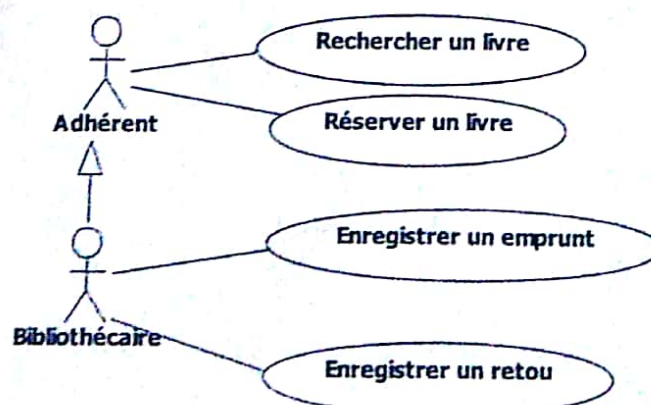 Rechercher un livre
Adhérent
Réserver un livre
Enregistrer un emprunt
Bibliothécaire
Enregistrer un retou